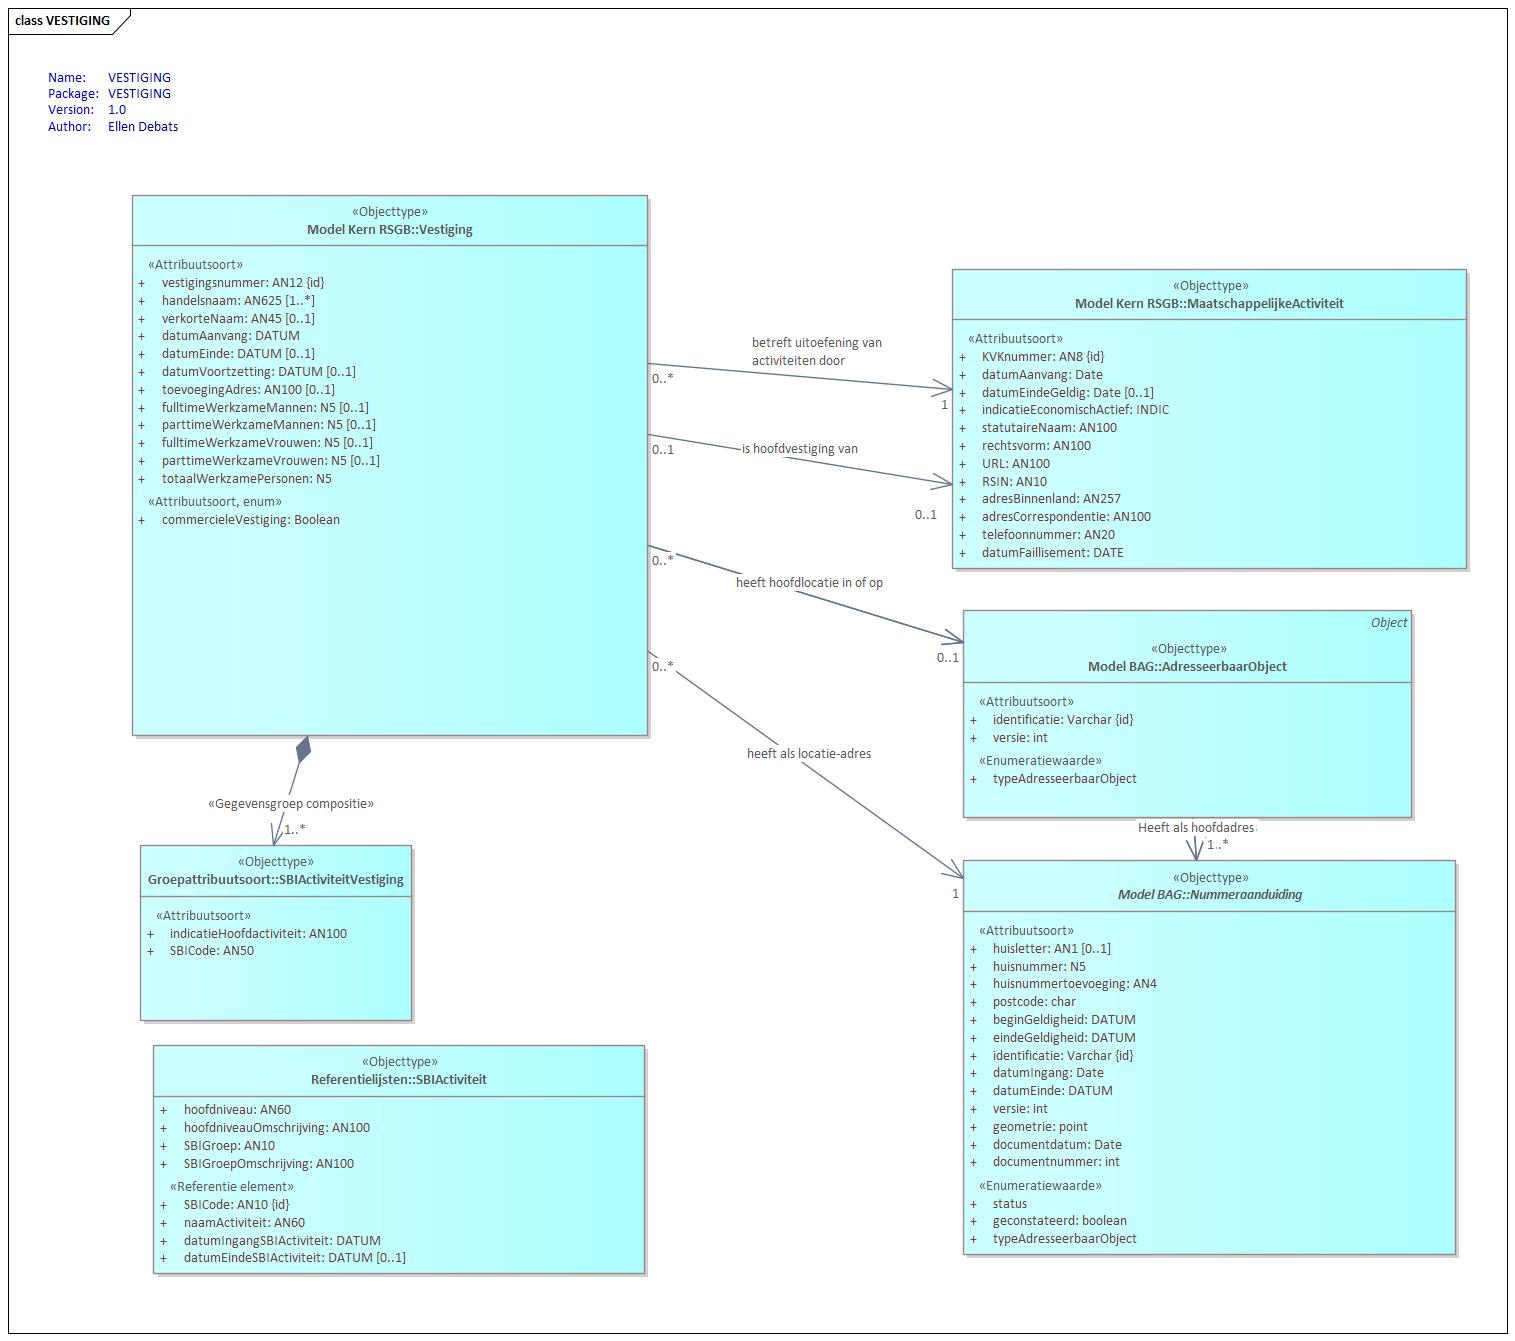 class VESTIGING
Name: VESTIGING
Package: VESTIGING
Version: 1.0
Author: Ellen Debats
«Objecttype»
Model Kern RSGB::Vestiging
«Attribuutsoort»
+ vestigingsnummer: AN12 {id}
+ handelsnaam: AN625 [1..*]
+ verkorteNaam: AN45 [0..1]
+ datumAanvang: DATUM
+ datumEinde: DATUM [0..1]
+ datumVoortzetting: DATUM [0..1]
+ toevoegingAdres: AN100 [0..1]
+ fulltimeWerkzameMannen: N5 [0..1]
+ parttimeWerkzameMannen: N5 [0..1]
+ fulltimeWerkzameVrouwen: N5 [0..1]
+ parttimeWerkzameVrouwen: N5 [0..1]
+ totaalWerkzamePersonen: N5
«Attribuutsoort, enum»
+ commercieleVestiging: Boolean
betreft uitoefening van
activiteiten door
0..*
1
is hoofdvestiging van
0..1
0..1
heeft hoofdlocatie in of op
0..*
0..1
heeft als locatie-adres
0..*
1
«Objecttype»
Model Kern RSGB::MaatschappelijkeActiviteit
«Attribuutsoort»
+ KVKnummer: AN8 {id}
+ datumAanvang: Date
+ datumEindeGeldig: Date [0..1]
+ indicatieEconomischActief: INDIC
+ statutaireNaam: AN100
+ rechtsvorm: AN100
+ URL: AN100
+ RSIN: AN10
+ adresBinnenland: AN257
+ adresCorrespondentie: AN100
+ telefoonnummer: AN20
+ datumFaillisement: DATE
Object
«Objecttype»
Model BAG::AdresseerbaarObject
«Attribuutsoort»
+ identificatie: Varchar {id}
+ versie: int
«Enumeratiewaarde»
+ typeAdresseerbaarObject
Heeft als hoofdadres
1..*
«Objecttype»
Model BAG::Nummeraanduiding
«Attribuutsoort»
+ huisletter: AN1 [0..1]
+ huisnummer: N5
+ huisnummertoevoeging: AN4
+ postcode: char
+ beginGeldigheid: DATUM
+ eindeGeldigheid: DATUM
+ identificatie: Varchar {id}
+ datumIngang: Date
+ datumEinde: DATUM
+ versie: int
+ geometrie: point
+ documentdatum: Date
+ documentnummer: int
«Enumeratiewaarde»
+ status
+ geconstateerd: boolean
+ typeAdresseerbaarObject
«Gegevensgroep compositie»
1..*
«Objecttype»
Groepattribuutsoort::SBIActiviteitVestiging
«Attribuutsoort»
+ indicatieHoofdactiviteit: AN100
+ SBICode: AN50
«Objecttype»
Referentielijsten::SBIActiviteit
+ hoofdniveau: AN60
+ hoofdniveauOmschrijving: AN100
+ SBIGroep: AN10
+ SBIGroepOmschrijving: AN100
«Referentie element»
+ SBICode: AN10 {id}
+ naamActiviteit: AN60
+ datumIngangSBIActiviteit: DATUM
+ datumEindeSBIActiviteit: DATUM [0..1]